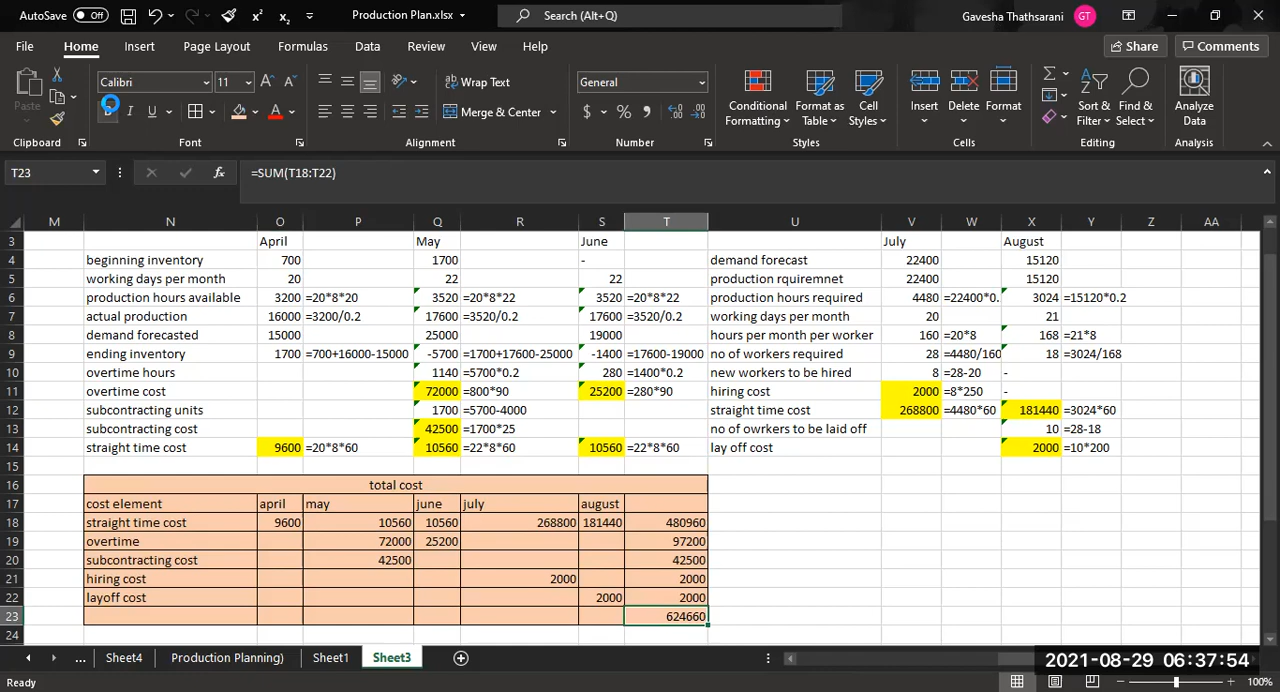 AutoSave Off Production Plan.xlsx Search (Alt+Q) Gavesha Thathsarani GT
File Home Insert Page Layout Formulas Data Review View Help Share Comments
Paste Calibri 11 Wrap Text General Conditional Formatting Format as Table Cell Styles Insert Delete Format Sort & Filter Find & Select Analyze Data
I U Merge & Center $ %
Clipboard Font Alignment Number Styles Cells Editing Analysis
T23 fx =SUM(T18:T22)
M N O P Q R S T U V W X Y Z AA
3 April May June July August
4 beginning inventory 700 1700 - demand forecast 22400 15120
5 working days per month 20 22 22 production rquiremnet 22400 15120
6 production hours available 3200 =20*8*20 3520 =20*8*22 3520 =20*8*22 production hours required 4480 =22400*0. 3024 =15120*0.2
7 actual production 16000 =3200/0.2 17600 =3520/0.2 17600 =3520/0.2 working days per month 20 21
8 demand forecasted 15000 25000 19000 hours per month per worker 160 =20*8 168 =21*8
9 ending inventory 1700 =700+16000-15000 -5700 =1700+17600-25000 -1400 =17600-19000 no of workers required 28 =4480/160 18 =3024/168
10 overtime hours 1140 =5700*0.2 280 =1400*0.2 new workers to be hired 8 =28-20 -
11 overtime cost 72000 =800*90 25200 =280*90 hiring cost 2000 =8*250 -
12 subcontracting units 1700 =5700-4000 straight time cost 268800 =4480*60 181440 =3024*60
13 subcontracting cost 42500 =1700*25 no of owrkers to be laid off 10 =28-18
14 straight time cost 9600 =20*8*60 10560 =22*8*60 10560 =22*8*60 lay off cost 2000 =10*200
15
16 total cost
17 cost element april may june july august
18 straight time cost 9600 10560 10560 268800 181440 480960
19 overtime 72000 25200 97200
20 subcontracting cost 42500 42500
21 hiring cost 2000 2000
22 layoff cost 2000 2000
23 624660
24
... Sheet4 Production Planning) Sheet1 Sheet3
2021-08-29 06:37:54
Ready 100%